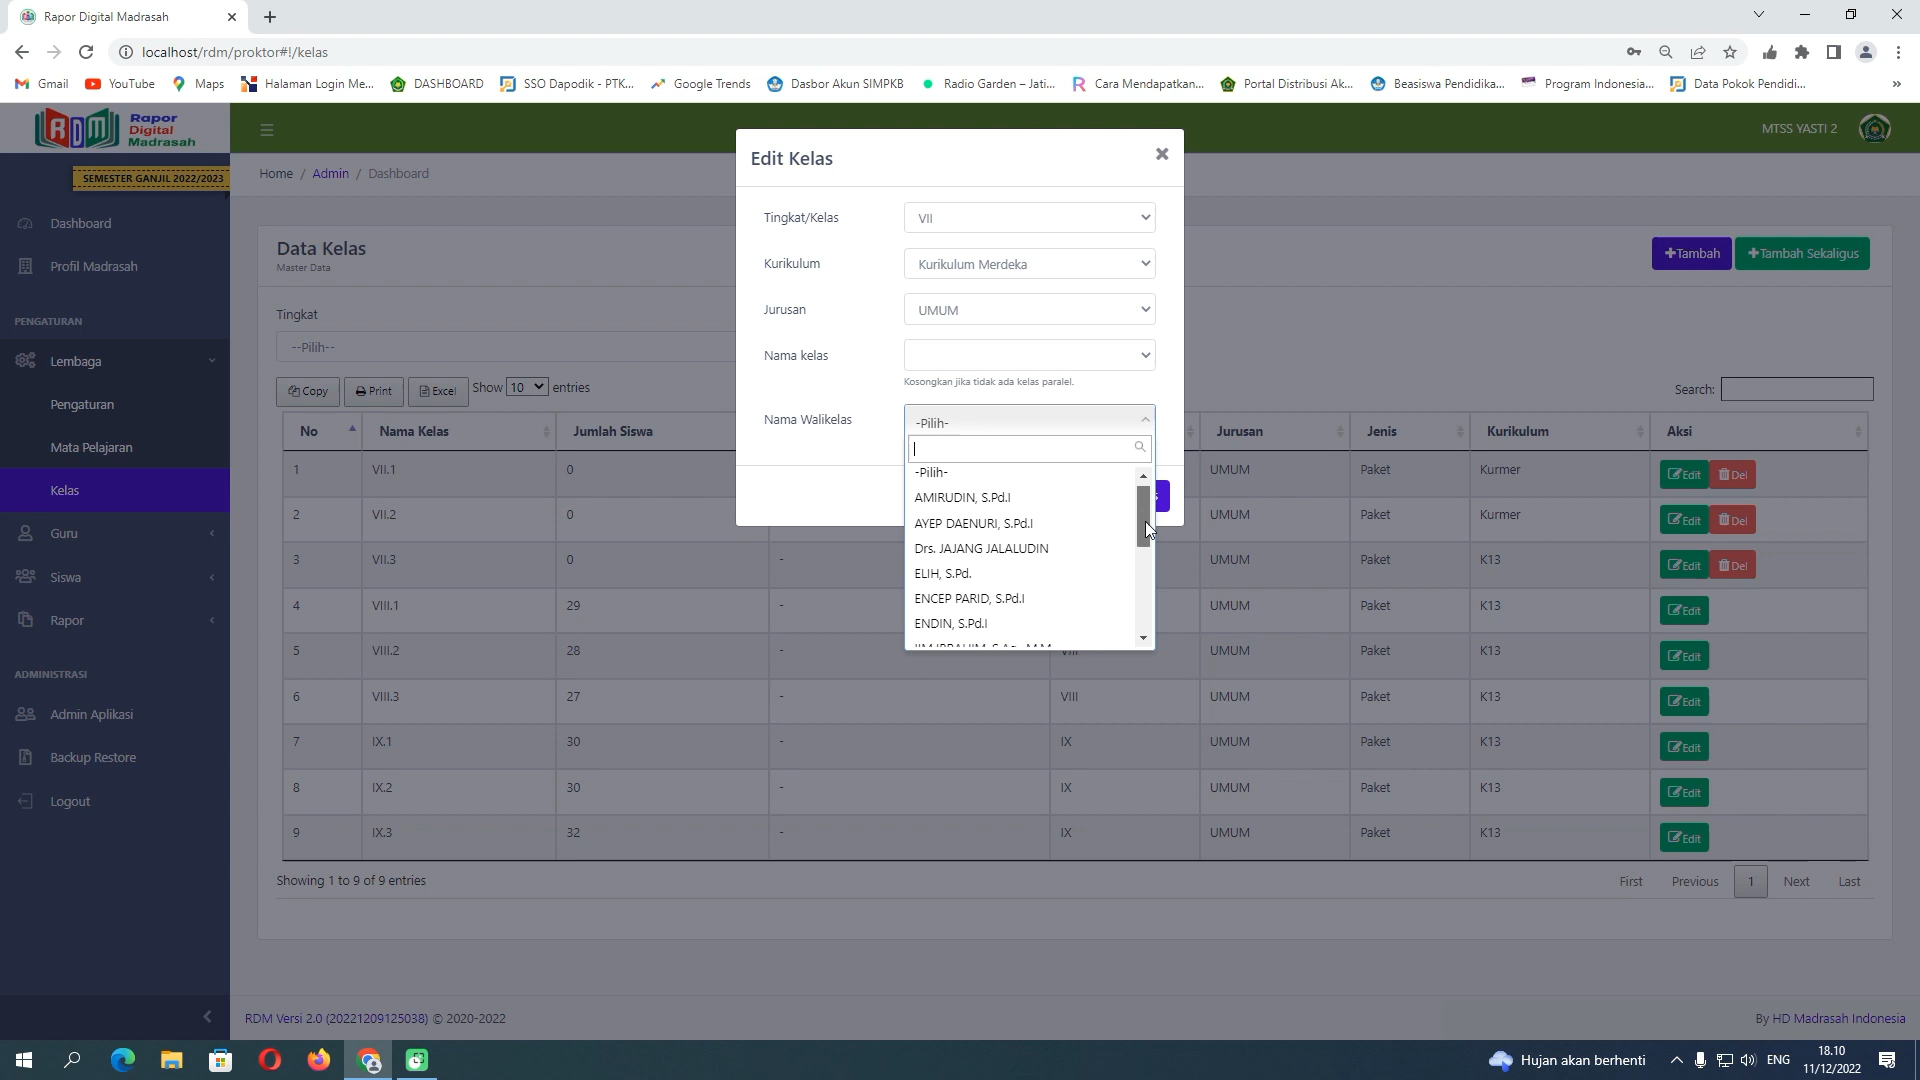 Rapor Digital Madrasah
localhost/rdm/proktor#!/kelas
Gmail
YouTube
Maps
Halaman Login Me...
DASHBOARD
SSO Dapodik - PTK...
Google Trends
Dasbor Akun SIMPKB
Radio Garden – Jati...
Cara Mendapatkan...
Portal Distribusi Ak...
Beasiswa Pendidika...
Program Indonesia...
Data Pokok Pendidi...
RDM
Rapor
Digital
Madrasah
MTSS YASTI 2
SEMESTER GANJIL 2022/2023
Home / Admin / Dashboard
Dashboard
Profil Madrasah
PENGATURAN
Lembaga
Pengaturan
Mata Pelajaran
Kelas
Guru
Siswa
Rapor
ADMINISTRASI
Admin Aplikasi
Backup Restore
Logout
Data Kelas
Master Data
+Tambah
+Tambah Sekaligus
Tingkat
--Pilih--
Copy
Print
Excel
Show 10 entries
Search:
No Nama Kelas Jumlah Siswa Jurusan Jenis Kurikulum Aksi
1 VII.1 0 UMUM Paket Kurmer Edit Del
2 VII.2 0 UMUM Paket Kurmer Edit Del
3 VII.3 0 - UMUM Paket K13 Edit Del
4 VIII.1 29 - UMUM Paket K13 Edit
5 VIII.2 28 - VIII UMUM Paket K13 Edit
6 VIII.3 27 - VIII UMUM Paket K13 Edit
7 IX.1 30 - IX UMUM Paket K13 Edit
8 IX.2 30 - IX UMUM Paket K13 Edit
9 IX.3 32 - IX UMUM Paket K13 Edit
Showing 1 to 9 of 9 entries
First Previous 1 Next Last
Edit Kelas
Tingkat/Kelas VII
Kurikulum Kurikulum Merdeka
Jurusan UMUM
Nama kelas
Kosongkan jika tidak ada kelas paralel.
Nama Walikelas -Pilih-
-Pilih-
AMIRUDIN, S.Pd.I
AYEP DAENURI, S.Pd.I
Drs. JAJANG JALALUDIN
ELIH, S.Pd.
ENCEP PARID, S.Pd.I
ENDIN, S.Pd.I
RDM Versi 2.0 (20221209125038) © 2020-2022
By HD Madrasah Indonesia
Hujan akan berhenti
ENG
18.10
11/12/2022